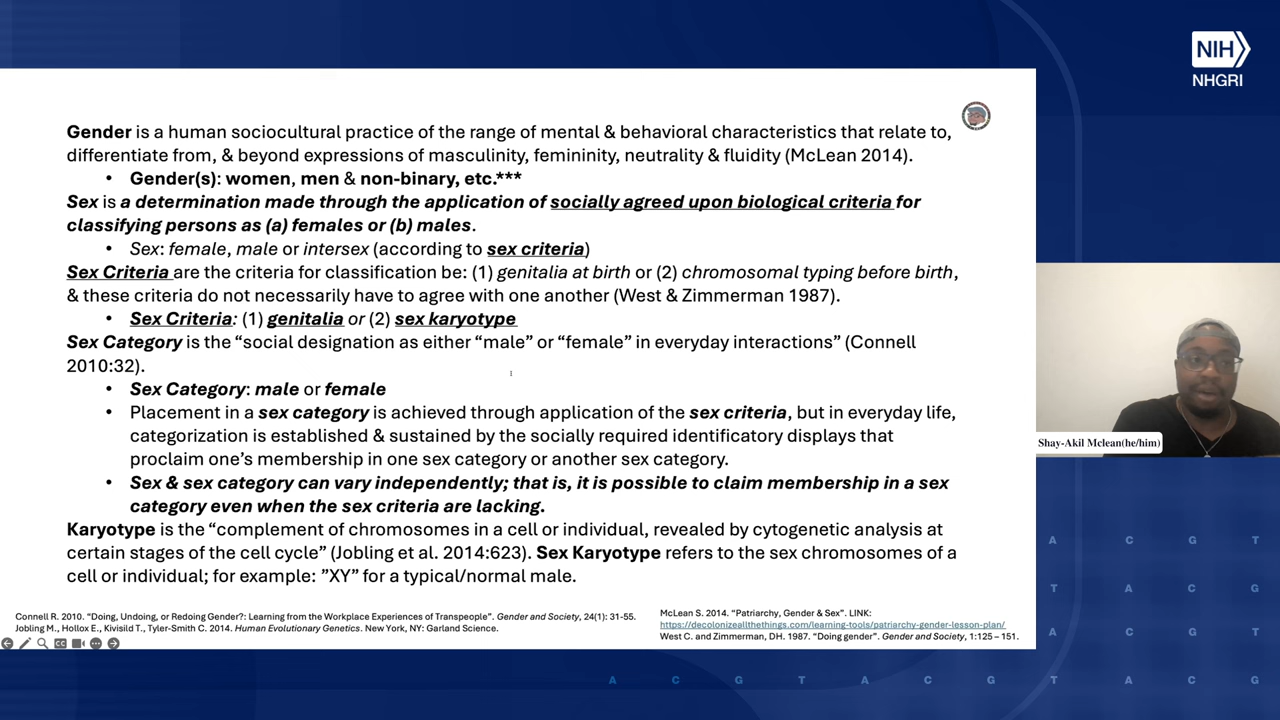 NIH
NHGRI
Gender is a human sociocultural practice of the range of mental & behavioral characteristics that relate to,
differentiate from, & beyond expressions of masculinity, femininity, neutrality & fluidity (McLean 2014).
• Gender(s): women, men & non-binary, etc.***
Sex is a determination made through the application of socially agreed upon biological criteria for
classifying persons as (a) females or (b) males.
• Sex: female, male or intersex (according to sex criteria)
Sex Criteria are the criteria for classification be: (1) genitalia at birth or (2) chromosomal typing before birth,
& these criteria do not necessarily have to agree with one another (West & Zimmerman 1987).
• Sex Criteria: (1) genitalia or (2) sex karyotype
Sex Category is the “social designation as either “male” or “female” in everyday interactions” (Connell
2010:32).
• Sex Category: male or female
• Placement in a sex category is achieved through application of the sex criteria, but in everyday life,
categorization is established & sustained by the socially required identificatory displays that
proclaim one’s membership in one sex category or another sex category.
• Sex & sex category can vary independently; that is, it is possible to claim membership in a sex
category even when the sex criteria are lacking.
Karyotype is the “complement of chromosomes in a cell or individual, revealed by cytogenetic analysis at
certain stages of the cell cycle” (Jobling et al. 2014:623). Sex Karyotype refers to the sex chromosomes of a
cell or individual; for example: ”XY” for a typical/normal male.
Connell R. 2010. “Doing, Undoing, or Redoing Gender?: Learning from the Workplace Experiences of Transpeople”. Gender and Society, 24(1): 31-55.
Jobling M., Hollox E., Kivisild T., Tyler-Smith C. 2014. Human Evolutionary Genetics. New York, NY: Garland Science.
McLean S. 2014. “Patriarchy, Gender & Sex”. LINK:
https://decolonizeallthethings.com/learning-tools/patriarchy-gender-lesson-plan/
West C. and Zimmerman, DH. 1987. “Doing gender”. Gender and Society, 1:125 – 151.
Shay-Akil Mclean(he/him)
A C G T
T A C G
A C G T
A C G T A C G T A C G